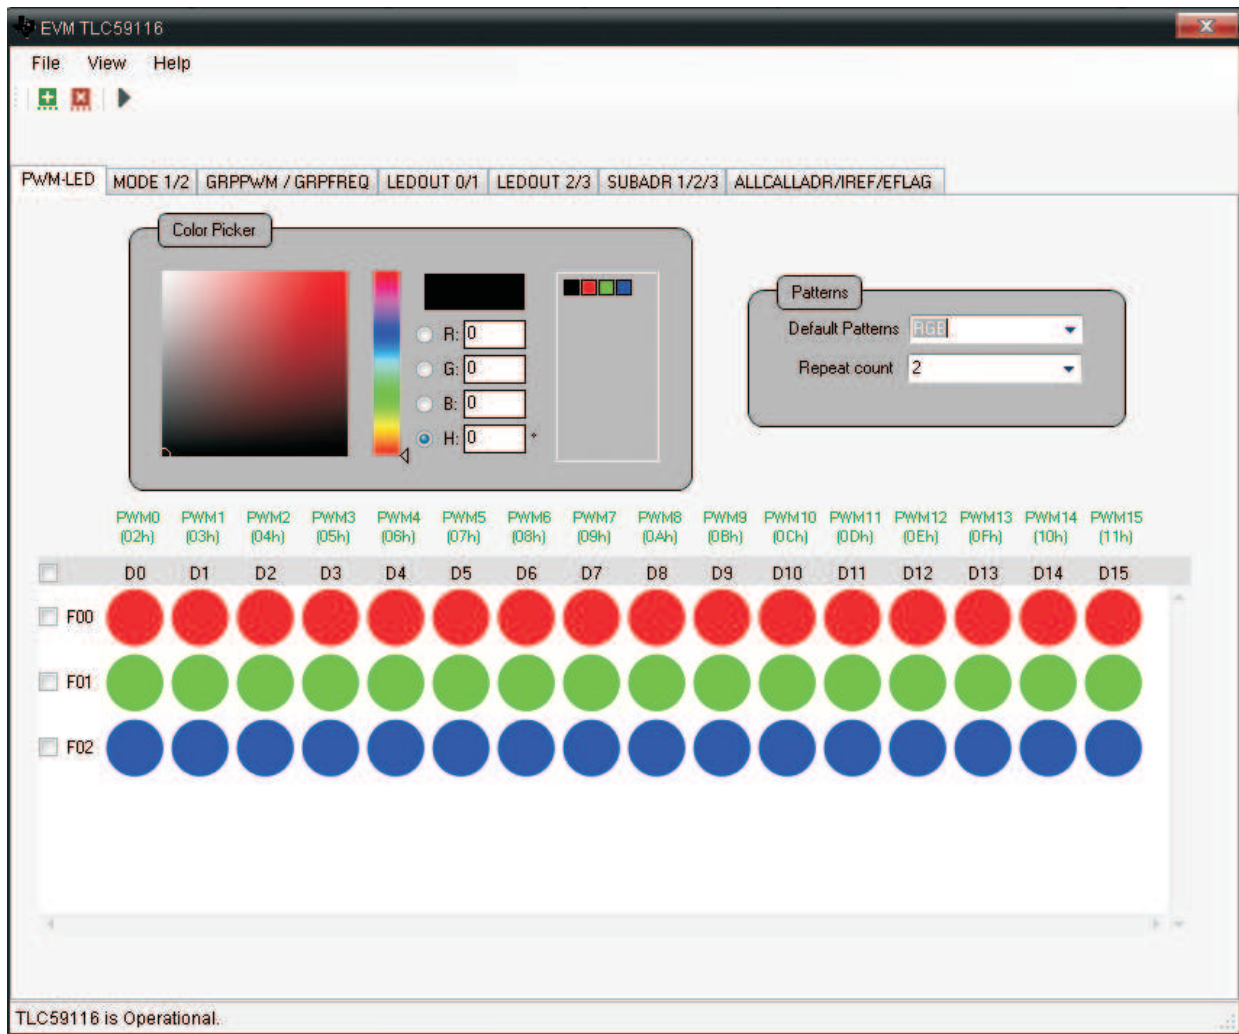 EVM TLC59116
File View Help
PWM-LED MODE 1/2 GRPPWM / GRPFREQ LEDOUT 0/1 LEDOUT 2/3 SUBADR 1/2/3 ALLCALLADR/IREF/EFLAG
Color Picker
R: 0
G: 0
B: 0
H: 0 °
Patterns
Default Patterns RGB
Repeat count 2
PWM0 PWM1 PWM2 PWM3 PWM4 PWM5 PWM6 PWM7 PWM8 PWM9 PWM10 PWM11 PWM12 PWM13 PWM14 PWM15
(02h) (03h) (04h) (05h) (06h) (07h) (08h) (09h) (0Ah) (0Bh) (0Ch) (0Dh) (0Eh) (0Fh) (10h) (11h)
D0 D1 D2 D3 D4 D5 D6 D7 D8 D9 D10 D11 D12 D13 D14 D15
F00
F01
F02
TLC59116 is Operational.